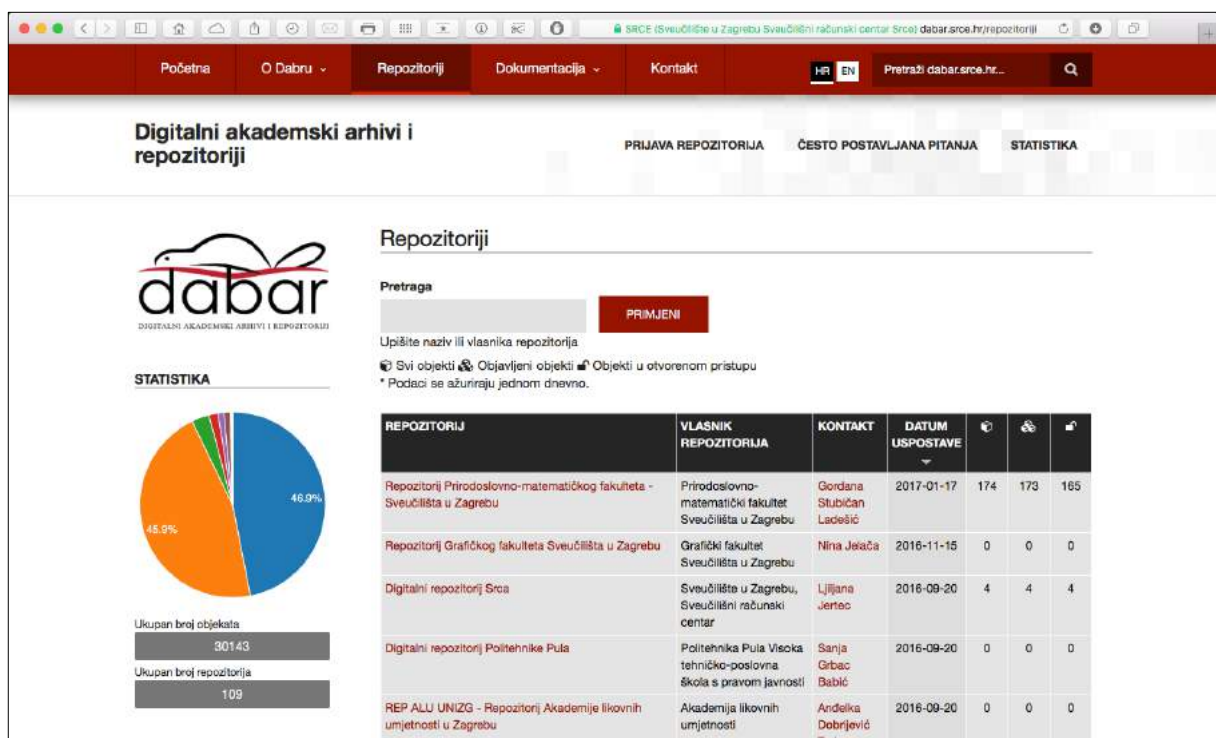 SRCE (Sveučilište u Zagrebu Sveučilišni računski centar Srce) dabar.srce.hr/repozitoriji
Početna
O Dabru
Repozitoriji
Dokumentacija
Kontakt
HR
EN
Pretraži dabar.srce.hr...
Digitalni akademski arhivi i
repozitoriji
PRIJAVA REPOZITORIJA
ČESTO POSTAVLJANA PITANJA
STATISTIKA
dabar
DIGITALNI AKADEMSKI ARHIVI I REPOZITORIJI
STATISTIKA
46.9%
45.9%
Ukupan broj objekata
30143
Ukupan broj repozitorija
109
Repozitoriji
Pretraga
PRIMJENI
Upišite naziv ili vlasnika repozitorija
Svi objekti Objavljeni objekti Objekti u otvorenom pristupu
* Podaci se ažuriraju jednom dnevno.
REPOZITORIJ
VLASNIK
REPOZITORIJA
KONTAKT
DATUM
USPOSTAVE
Repozitorij Prirodoslovno-matematičkog fakulteta -
Sveučilišta u Zagrebu
Prirodoslovno-
matematički fakultet
Sveučilišta u Zagrebu
Gordana
Stubičan
Ladešić
2017-01-17
174
173
165
Repozitorij Grafičkog fakulteta Sveučilišta u Zagrebu
Grafički fakultet
Sveučilišta u Zagrebu
Nina Jelača
2016-11-15
0
0
0
Digitalni repozitorij Srca
Sveučilište u Zagrebu,
Sveučilišni računski
centar
Ljiljana
Jertec
2016-09-20
4
4
4
Digitalni repozitorij Politehnike Pula
Politehnika Pula Visoka
tehničko-poslovna
škola s pravom javnosti
Sanja
Grbac
Babić
2016-09-20
0
0
0
REP ALU UNIZG - Repozitorij Akademije likovnih
umjetnosti u Zagrebu
Akademija likovnih
umjetnosti
Anđelka
Dobrijević
2016-09-20
0
0
0